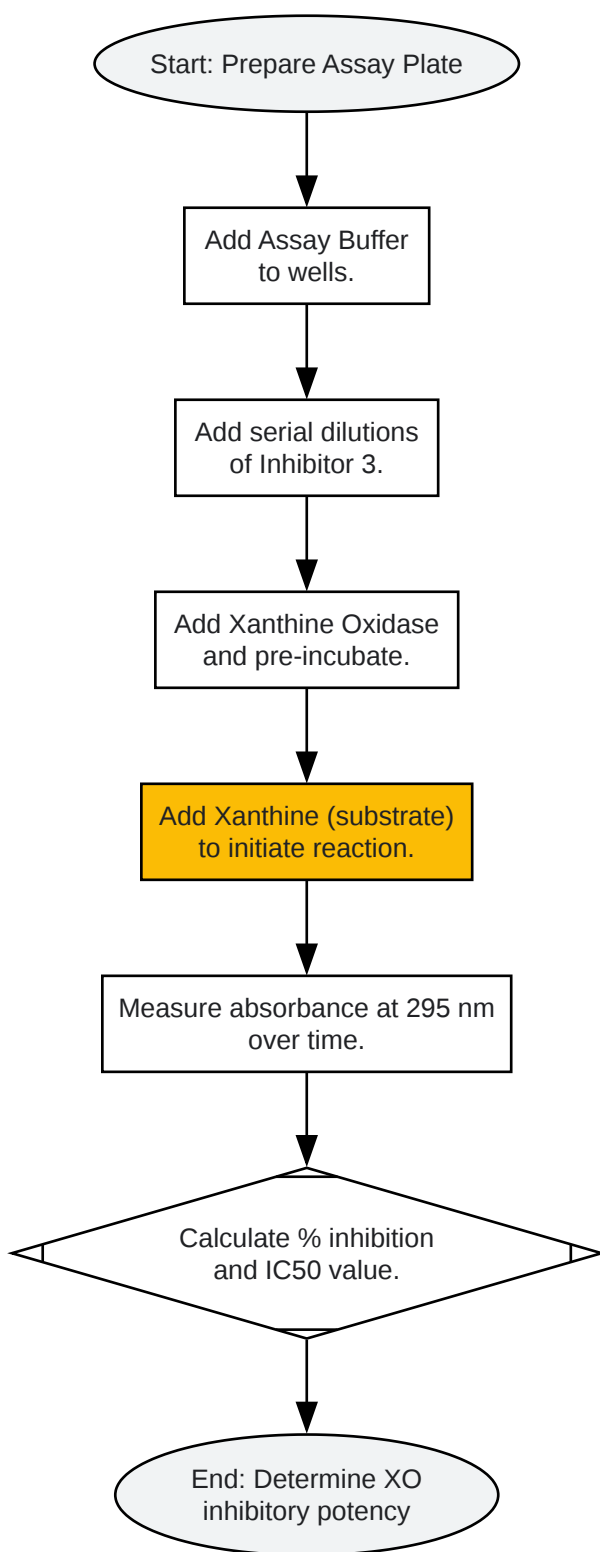 Start: Prepare Assay Plate
Add Assay Buffer
to wells.
Add serial dilutions
of Inhibitor 3.
Add Xanthine Oxidase
and pre-incubate.
Add Xanthine (substrate)
to initiate reaction.
Measure absorbance at 295 nm
over time.
Calculate % inhibition
and IC50 value.
End: Determine XO
inhibitory potency